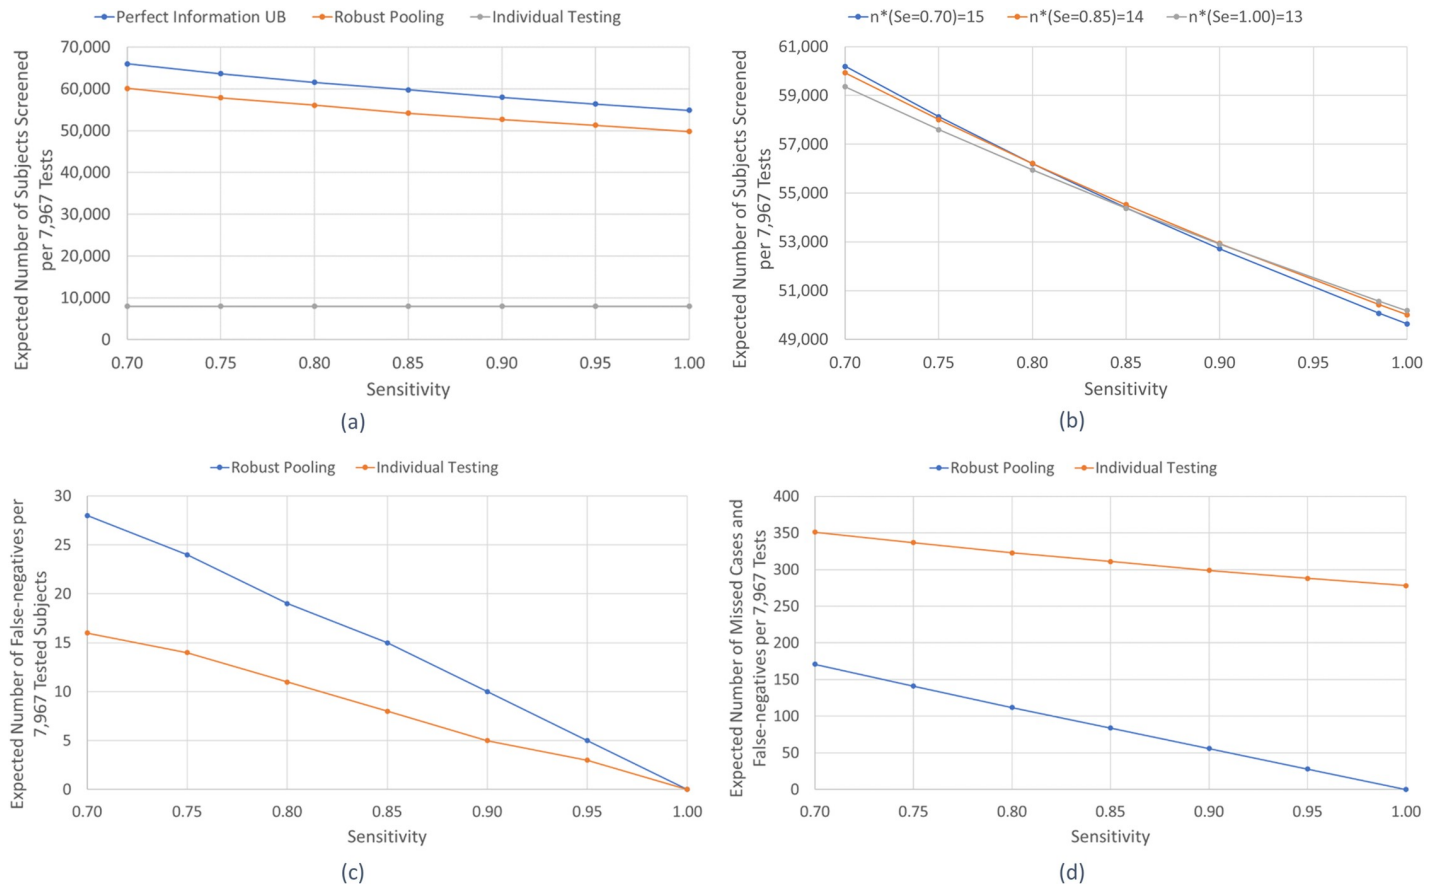 Perfect Information UB Robust Pooling Individual Testing
70,000
60,000
50,000
40,000
30,000
20,000
10,000
0
Expected Number of Subjects Screened
per 7,967 Tests
0.70 0.75 0.80 0.85 0.90 0.95 1.00
Sensitivity
(a)
n*(Se=0.70)=15 n*(Se=0.85)=14 n*(Se=1.00)=13
61,000
59,000
57,000
55,000
53,000
51,000
49,000
Expected Number of Subjects Screened
per 7,967 Tests
0.70 0.75 0.80 0.85 0.90 0.95 1.00
Sensitivity
(b)
Robust Pooling Individual Testing
30
25
20
15
10
5
0
Expected Number of False-negatives per
7,967 Tested Subjects
0.70 0.75 0.80 0.85 0.90 0.95 1.00
Sensitivity
(c)
Robust Pooling Individual Testing
400
350
300
250
200
150
100
50
0
Expected Number of Missed Cases and
False-negatives per 7,967 Tests
0.70 0.75 0.80 0.85 0.90 0.95 1.00
Sensitivity
(d)